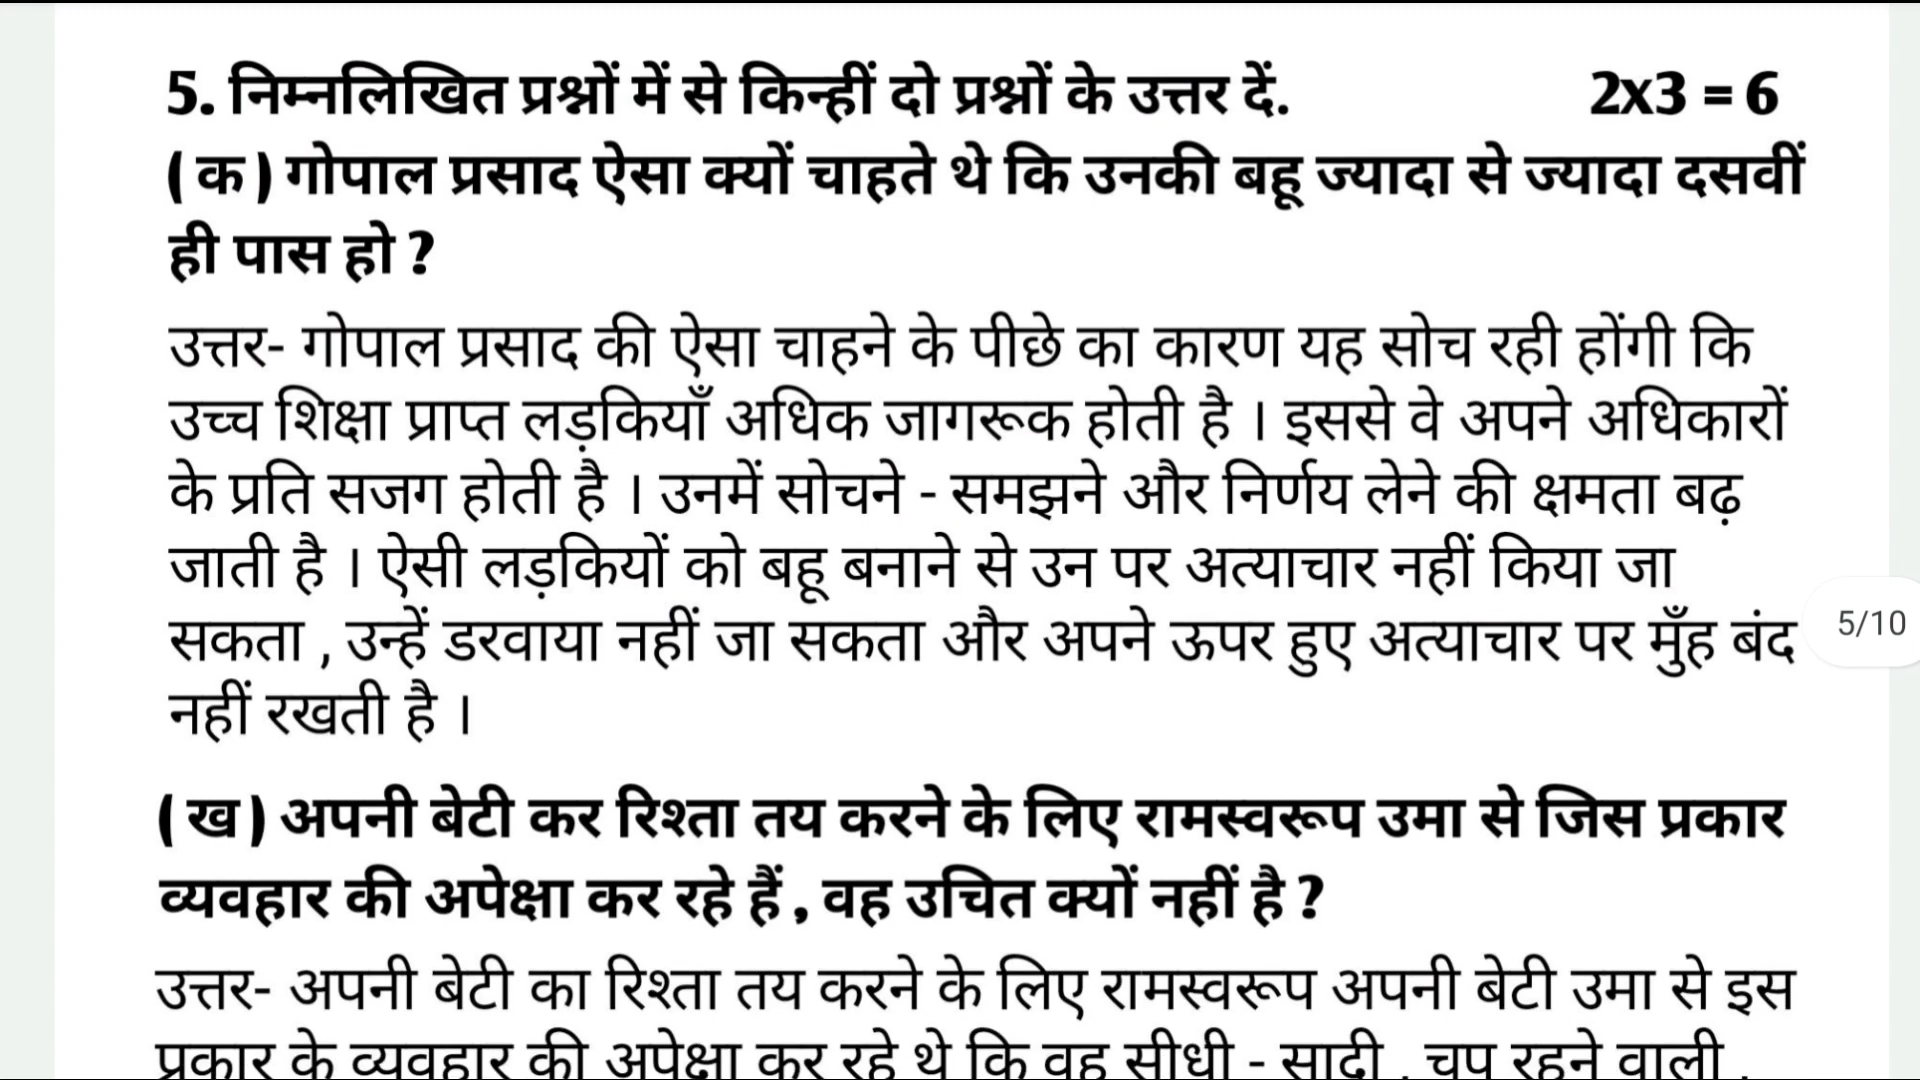 5. निम्नलिखित प्रश्नों में से किन्हीं दो प्रश्नों के उत्तर दें. 2x3 = 6
( क ) गोपाल प्रसाद ऐसा क्यों चाहते थे कि उनकी बहू ज्यादा से ज्यादा दसवीं
ही पास हो ?
उत्तर- गोपाल प्रसाद की ऐसा चाहने के पीछे का कारण यह सोच रही होंगी कि
उच्च शिक्षा प्राप्त लड़कियाँ अधिक जागरूक होती है । इससे वे अपने अधिकारों
के प्रति सजग होती है । उनमें सोचने - समझने और निर्णय लेने की क्षमता बढ़
जाती है । ऐसी लड़कियों को बहू बनाने से उन पर अत्याचार नहीं किया जा
सकता , उन्हें डरवाया नहीं जा सकता और अपने ऊपर हुए अत्याचार पर मुँह बंद
5/10
नहीं रखती है ।
( ख ) अपनी बेटी कर रिश्ता तय करने के लिए रामस्वरूप उमा से जिस प्रकार
व्यवहार की अपेक्षा कर रहे हैं , वह उचित क्यों नहीं है ?
उत्तर- अपनी बेटी का रिश्ता तय करने के लिए रामस्वरूप अपनी बेटी उमा से इस
प्रकार के व्यवहार की अपेक्षा कर रहे थे कि वह सीधी - सादी , चुप रहने वाली ,